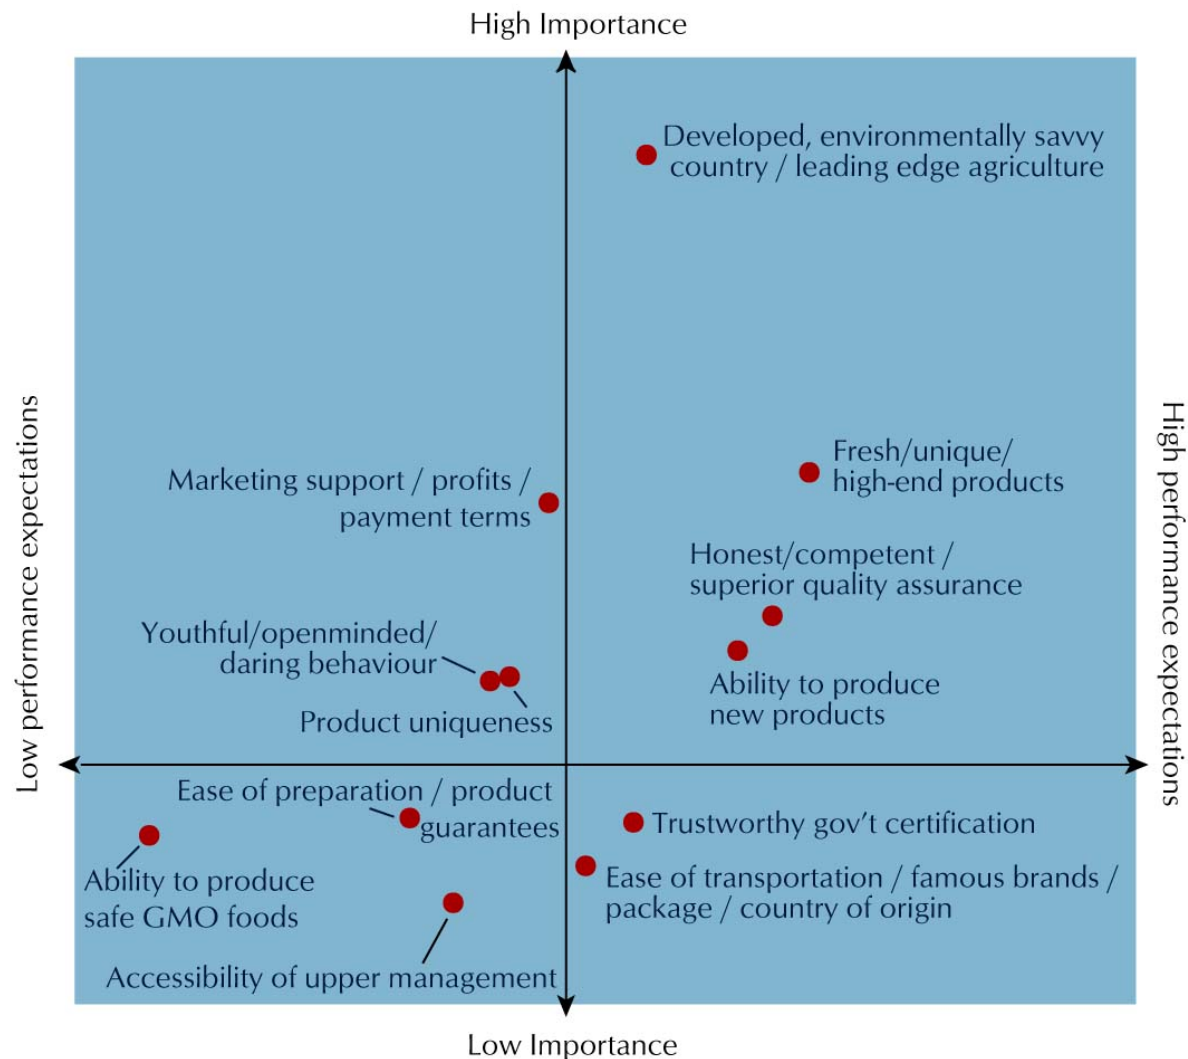 High Importance
Developed, environmentally savvy
country / leading edge agriculture
Low performance expectations
High performance expectations
Fresh/unique/
high-end products
Marketing support / profits /
payment terms
Honest/competent /
superior quality assurance
Youthful/openminded/
daring behaviour
Product uniqueness
Ability to produce
new products
Ease of preparation / product
guarantees
Trustworthy gov't certification
Ability to produce
safe GMO foods
Ease of transportation / famous brands /
package / country of origin
Accessibility of upper management
Low Importance